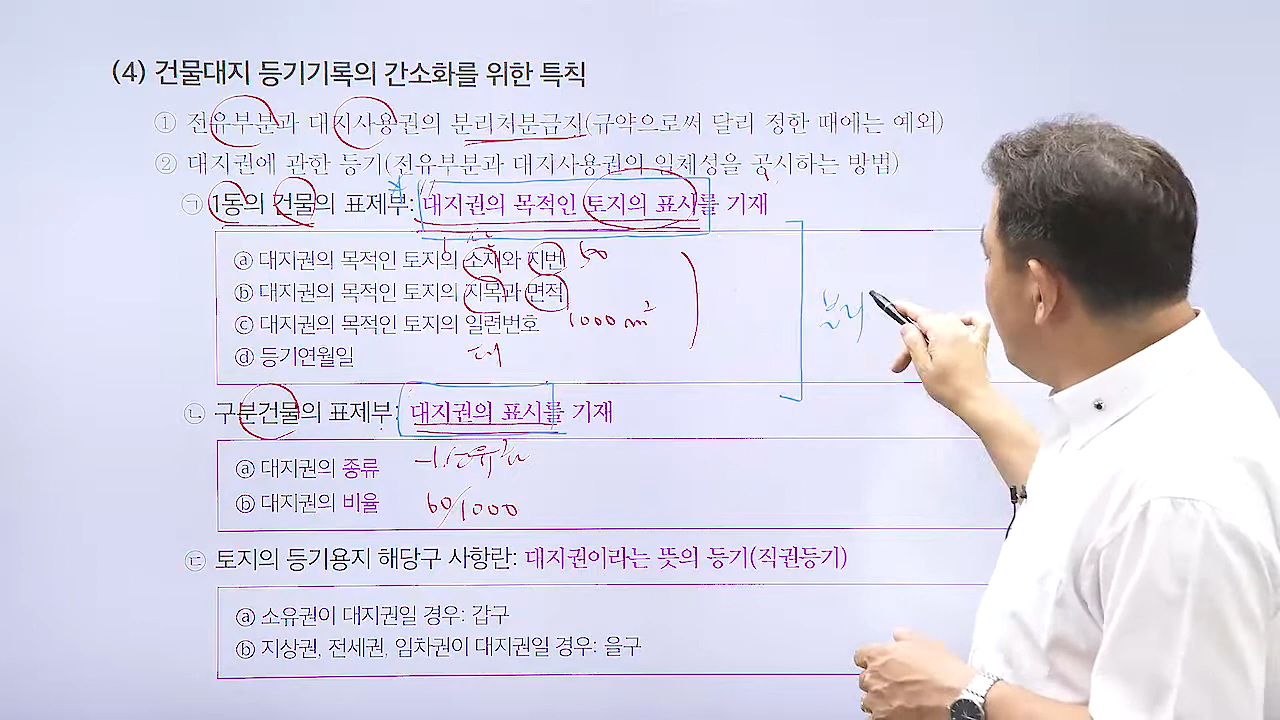 (4) 건물대지 등기기록의 간소화를 위한 특칙
① 전유부분과 대지사용권의 분리처분금지(규약으로써 달리 정한 때에는 예외)
② 대지권에 관한 등기(전유부분과 대지사용권의 일체성을 공시하는 방법)
㉠ 1동의 건물의 표제부: 대지권의 목적인 토지의 표시를 기재
ⓐ 대지권의 목적인 토지의 소재와 지번 50
ⓑ 대지권의 목적인 토지의 지목과 면적
ⓒ 대지권의 목적인 토지의 일련번호 1000㎡
ⓓ 등기연월일 대
분리
㉡ 구분건물의 표제부: 대지권의 표시를 기재
ⓐ 대지권의 종류 소유권
ⓑ 대지권의 비율 60/1000
㉢ 토지의 등기용지 해당구 사항란: 대지권이라는 뜻의 등기(직권등기)
ⓐ 소유권이 대지권일 경우: 갑구
ⓑ 지상권, 전세권, 임차권이 대지권일 경우: 을구